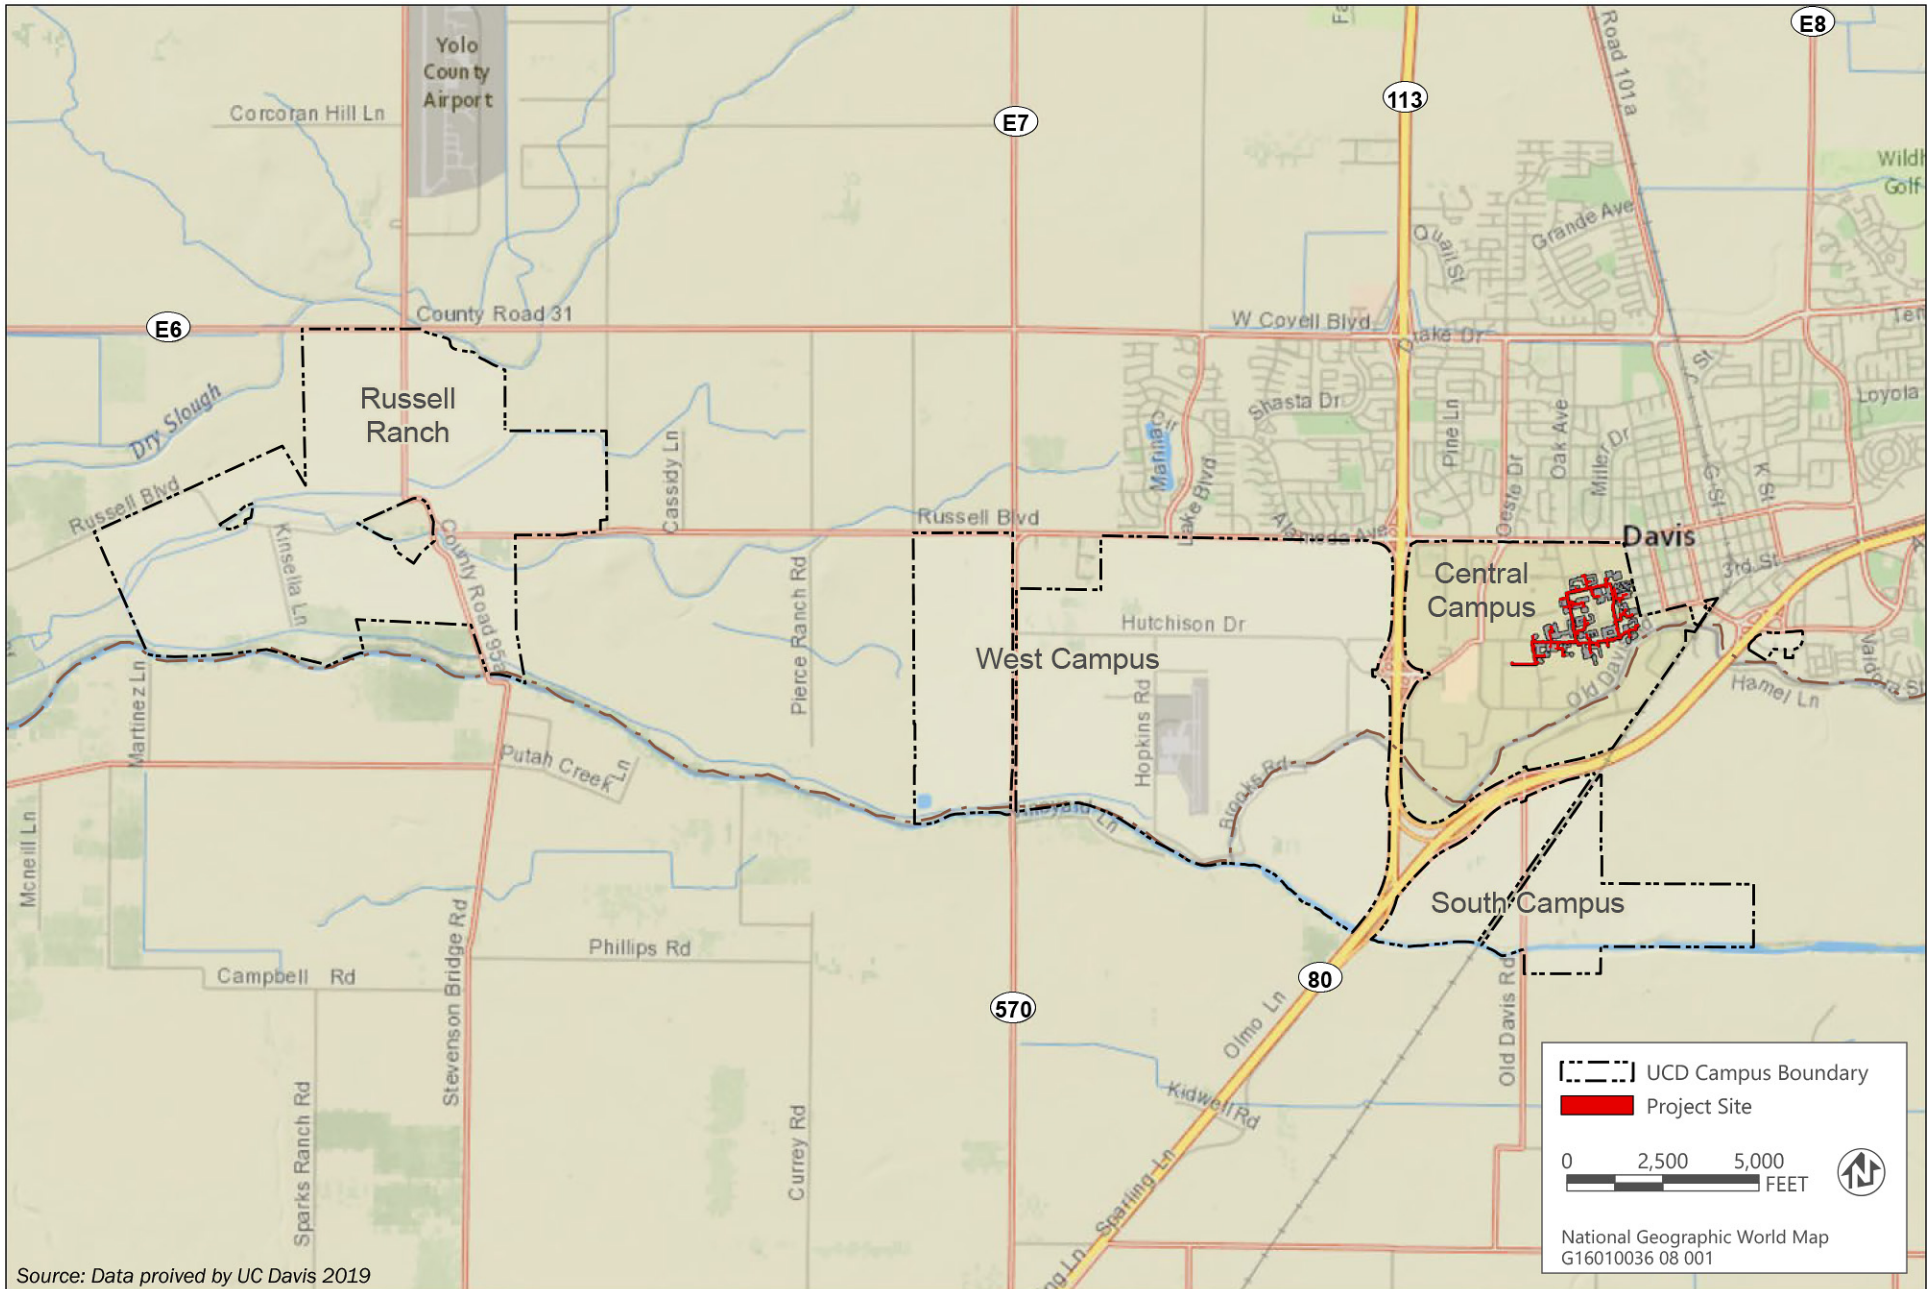 E8
Yolo
County
Airport
Road 101a
113
Corcoran Hill Ln
E7
Wildh
Golf
Grande Ave
Quail St
County Road 31
E6
W Covell Blvd
Drake Dr
Ten
J St
Dry Slough
Russell
Ranch
Shasta Dr
Loyola
Pine Ln
Oak Ave
Miller Dr
Cassidy Ln
Lake Blvd
Oeste Dr
G St
K St
Russell Blvd
Russell Blvd
Alameda Ave
Davis
Kinsella Ln
County Road 95a
3rd St
Pierce Ranch Rd
Central
Campus
Hutchison Dr
West Campus
Old Davis Rd
Martinez Ln
Hopkins Rd
Hamel Ln
Putah Creek Ln
Brooks Rd
Mcneill Ln
South Campus
Stevenson Bridge Rd
Phillips Rd
Campbell Rd
80
570
Olmo Ln
Old Davis Rd
Kidwell Rd
Sparks Ranch Rd
Currey Rd
Sparling Ln
ng Ln
UCD Campus Boundary
Project Site
0 2,500 5,000
FEET
N
National Geographic World Map
G16010036 08 001
Source: Data proived by UC Davis 2019